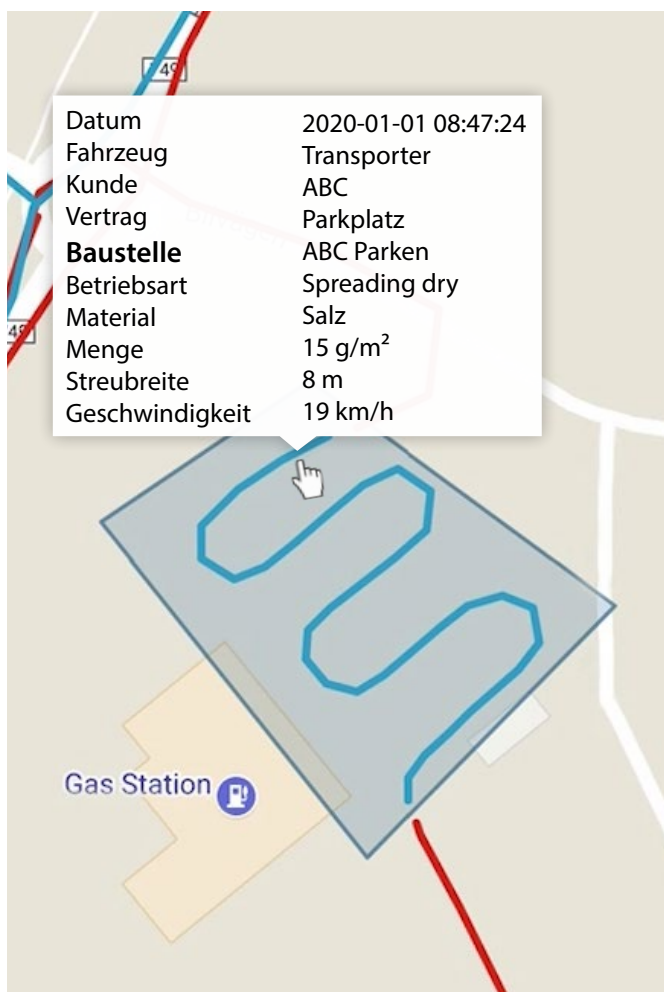 49
Datum 2020-01-01 08:47:24
Fahrzeug Transporter
Kunde ABC
Vertrag Parkplatz
Baustelle ABC Parken
Betriebsart Spreading dry
Material Salz
Menge 15 g/m²
Streubreite 8 m
Geschwindigkeit 19 km/h
Gas Station